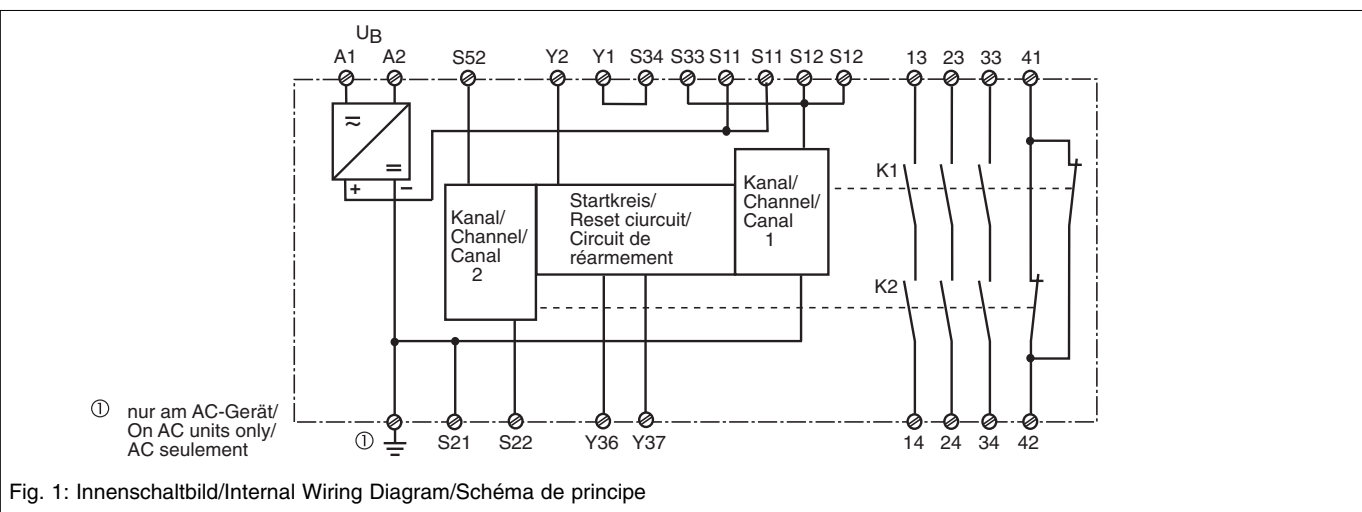 UB
A1 A2 S52 Y2 Y1 S34 S33 S11 S11 S12 S12 13 23 33 41
+ −
Kanal/
Channel/
Canal
2
Startkreis/
Reset ciurcuit/
Circuit de
réarmement
Kanal/
Channel/
Canal
1
K1
K2
① nur am AC-Gerät/
On AC units only/
AC seulement
① S21 S22 Y36 Y37 14 24 34 42
Fig. 1: Innenschaltbild/Internal Wiring Diagram/Schéma de principe